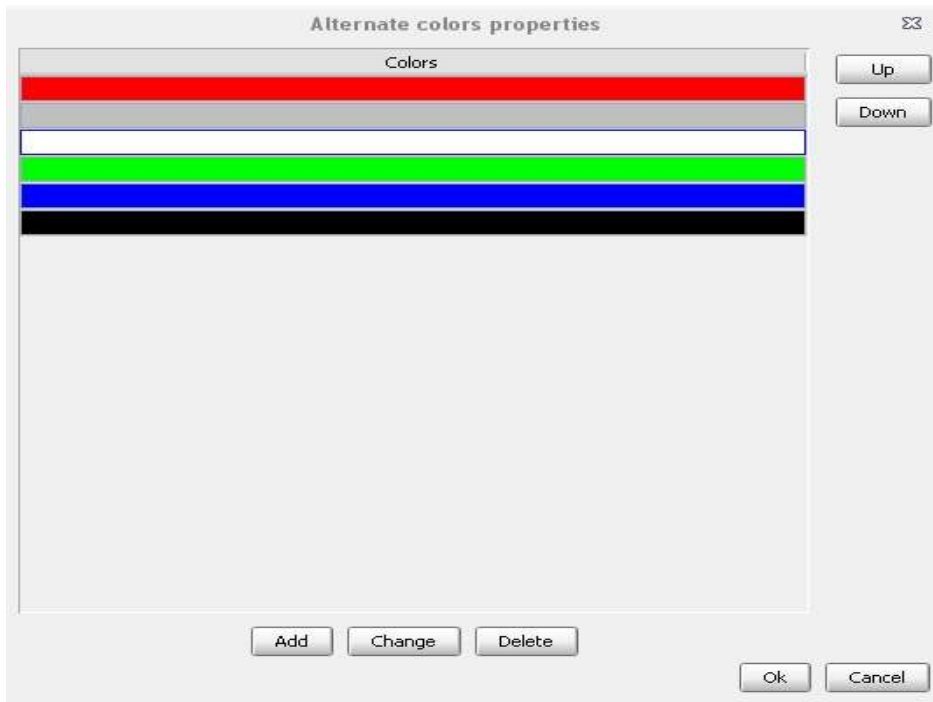 Alternate colors properties
Colors
Up
Down
Add Change Delete
Ok Cancel